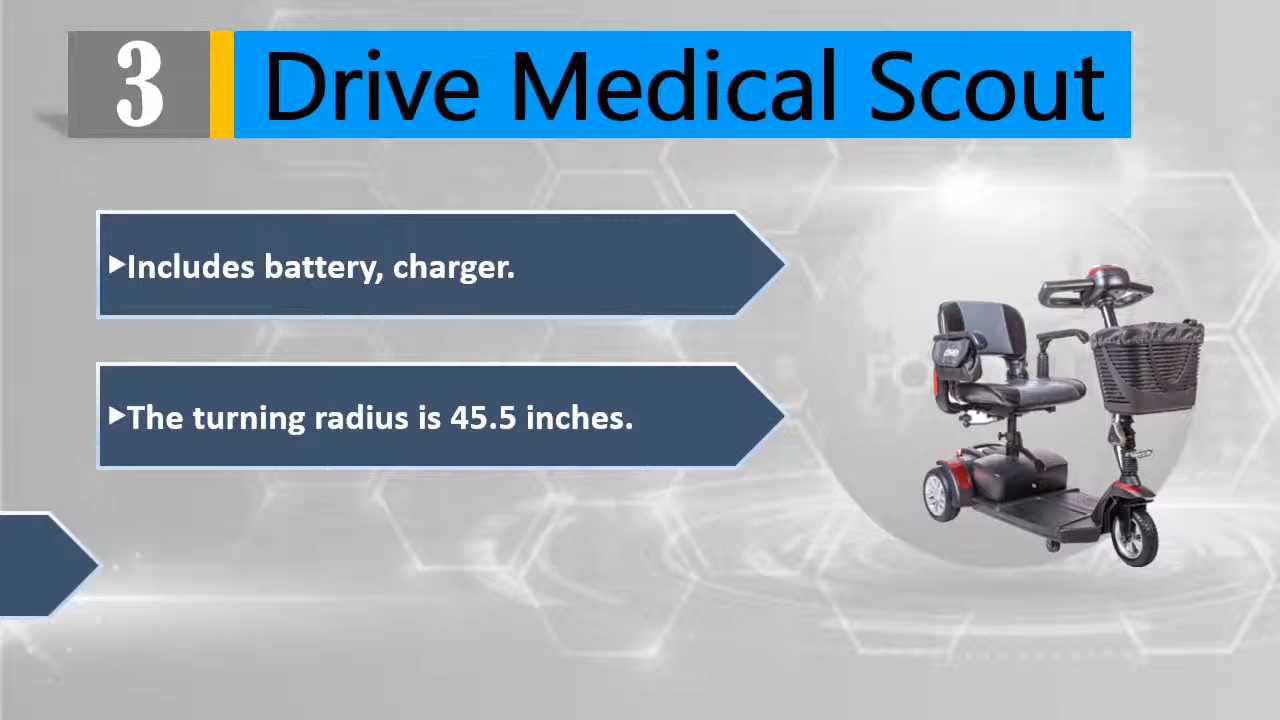 3 Drive Medical Scout
▶Includes battery, charger.
▶The turning radius is 45.5 inches.